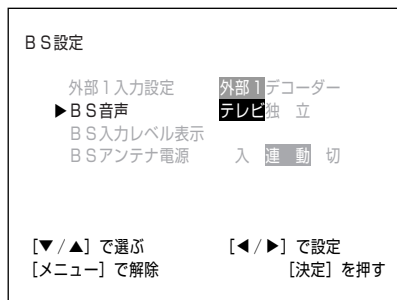 ＢＳ設定
外部１入力設定 外部１デコーダー
▶ＢＳ音声 テレビ独 立
ＢＳ入力レベル表示
ＢＳアンテナ電源 入 連 動 切
［▼/▲］で選ぶ ［◀/▶］で設定
［メニュー］で解除 ［決定］を押す